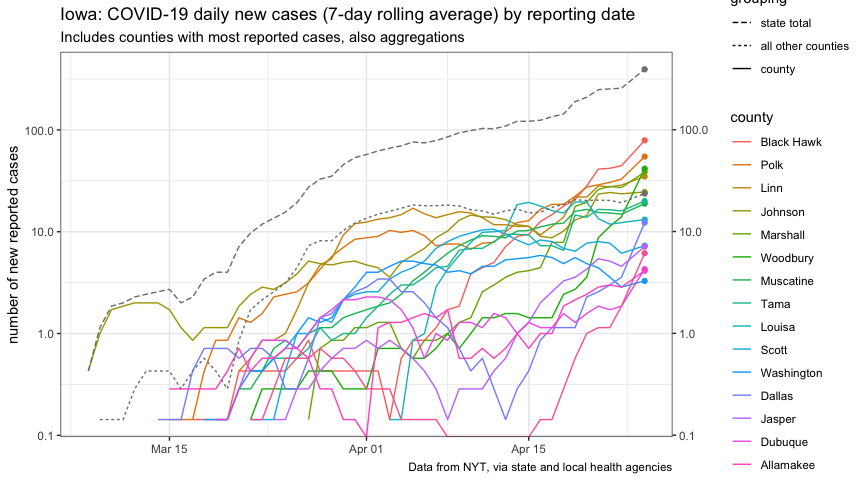 Iowa: COVID-19 daily new cases (7-day rolling average) by reporting date
Includes counties with most reported cases, also aggregations
number of new reported cases
100.0
10.0
1.0
0.1
100.0
10.0
1.0
0.1
Mar 15
Apr 01
Apr 15
Data from NYT, via state and local health agencies
grouping
state total
all other counties
county
county
Black Hawk
Polk
Linn
Johnson
Marshall
Woodbury
Muscatine
Tama
Louisa
Scott
Washington
Dallas
Jasper
Dubuque
Allamakee